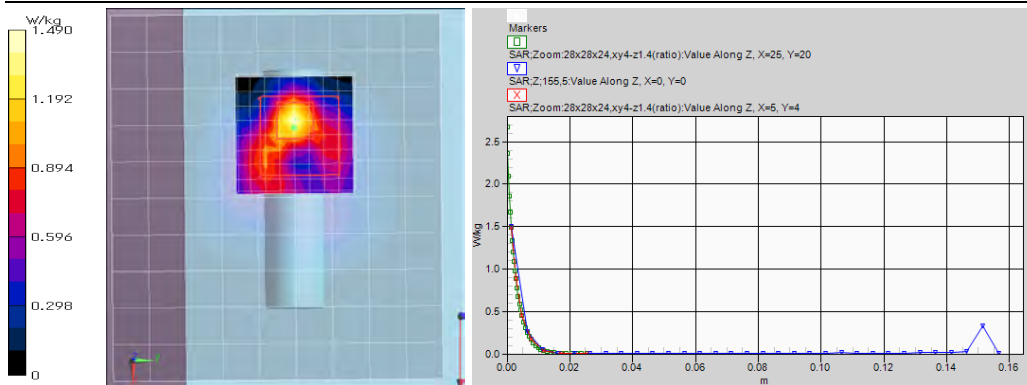 W/kg
1.490
1.192
0.894
0.596
0.298
0
Markers
SAR;Zoom:28x28x24,xy4-z1.4(ratio):Value Along Z, X=25, Y=20
SAR;Z;155,5:Value Along Z, X=0, Y=0
SAR;Zoom:28x28x24,xy4-z1.4(ratio):Value Along Z, X=5, Y=4
W/kg
2.5
2.0
1.5
1.0
0.5
0.0
0.00 0.02 0.04 0.06 0.08 0.10 0.12 0.14 0.16
m